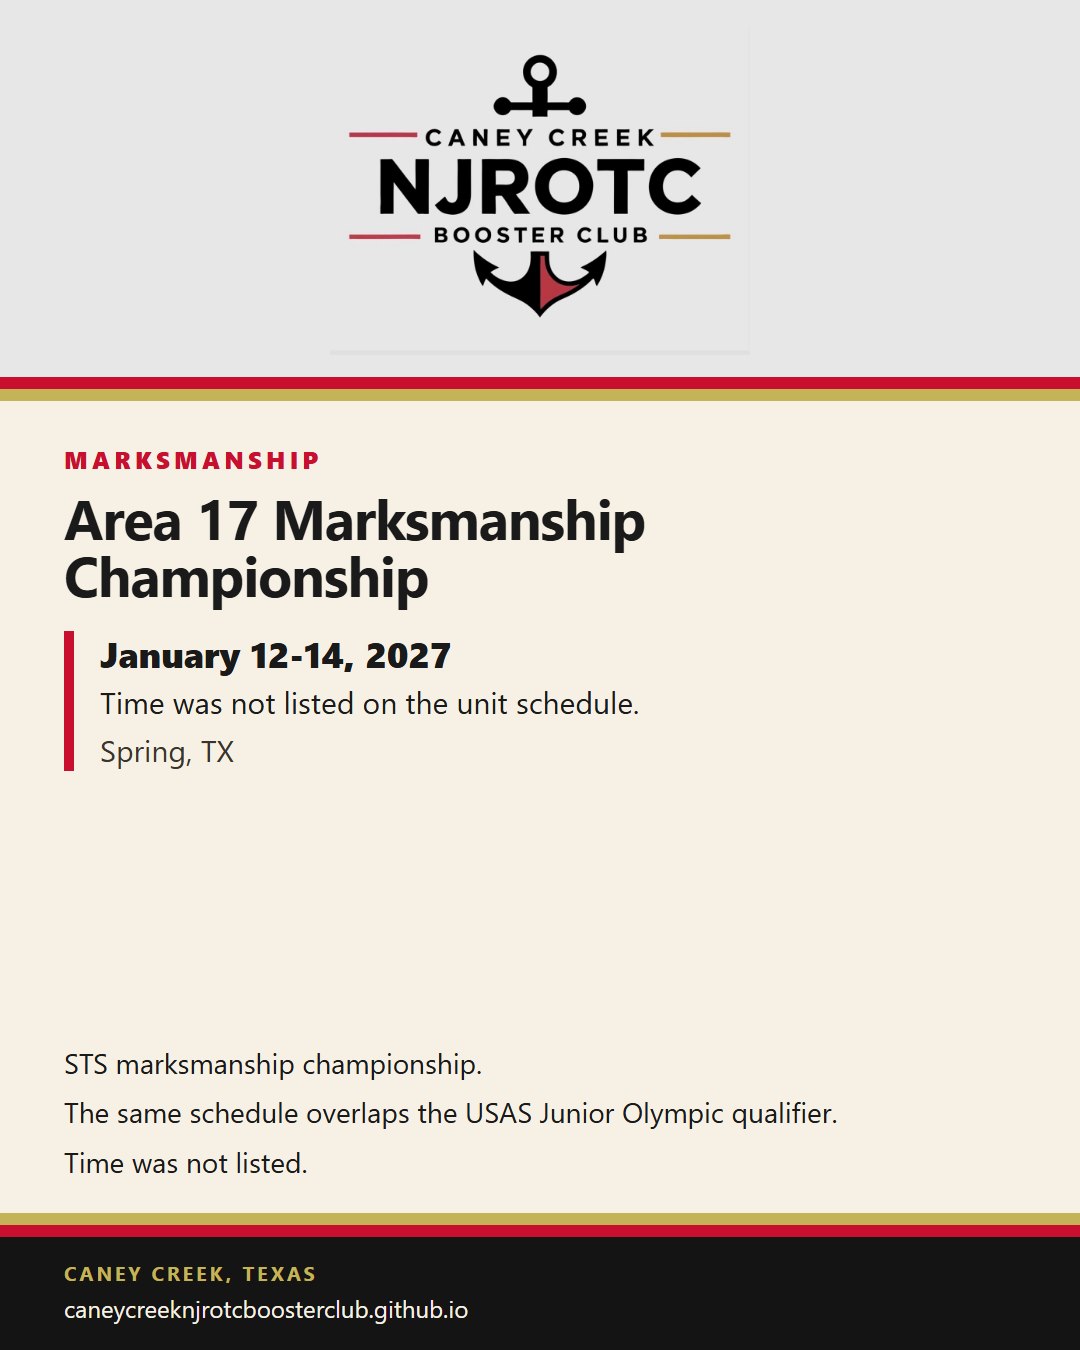 CANEY CREEK
NJROTC
BOOSTER CLUB
MARKSMANSHIP
Area 17 Marksmanship
Championship
January 12-14, 2027
Time was not listed on the unit schedule.
Spring, TX
STS marksmanship championship.
The same schedule overlaps the USAS Junior Olympic qualifier.
Time was not listed.
CANEY CREEK, TEXAS
caneycreeknjrotcboosterclub.github.io